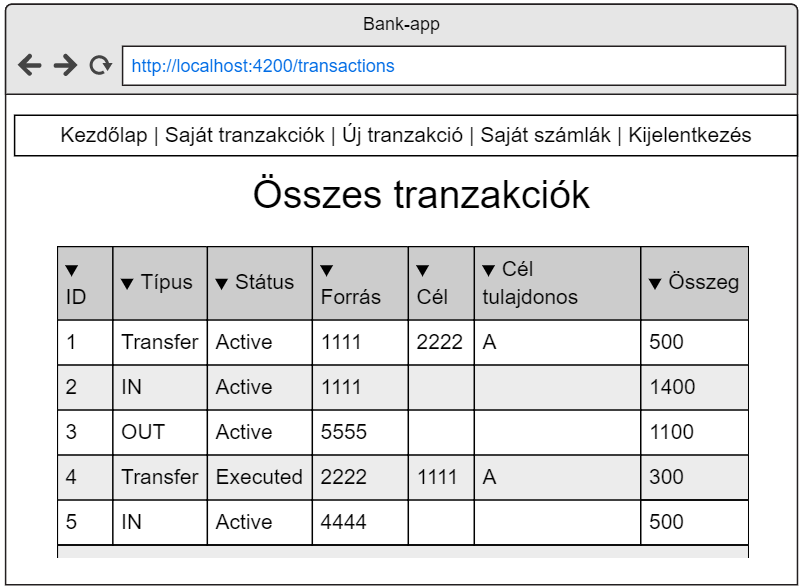 Bank-app
http://localhost:4200/transactions
Kezdőlap | Saját tranzakciók | Új tranzakció | Saját számlák | Kijelentkezés
Összes tranzakciók
▼ ID ▼ Típus ▼ Státus ▼ Forrás ▼ Cél ▼ Cél tulajdonos ▼ Összeg
1 Transfer Active 1111 2222 A 500
2 IN Active 1111 1400
3 OUT Active 5555 1100
4 Transfer Executed 2222 1111 A 300
5 IN Active 4444 500